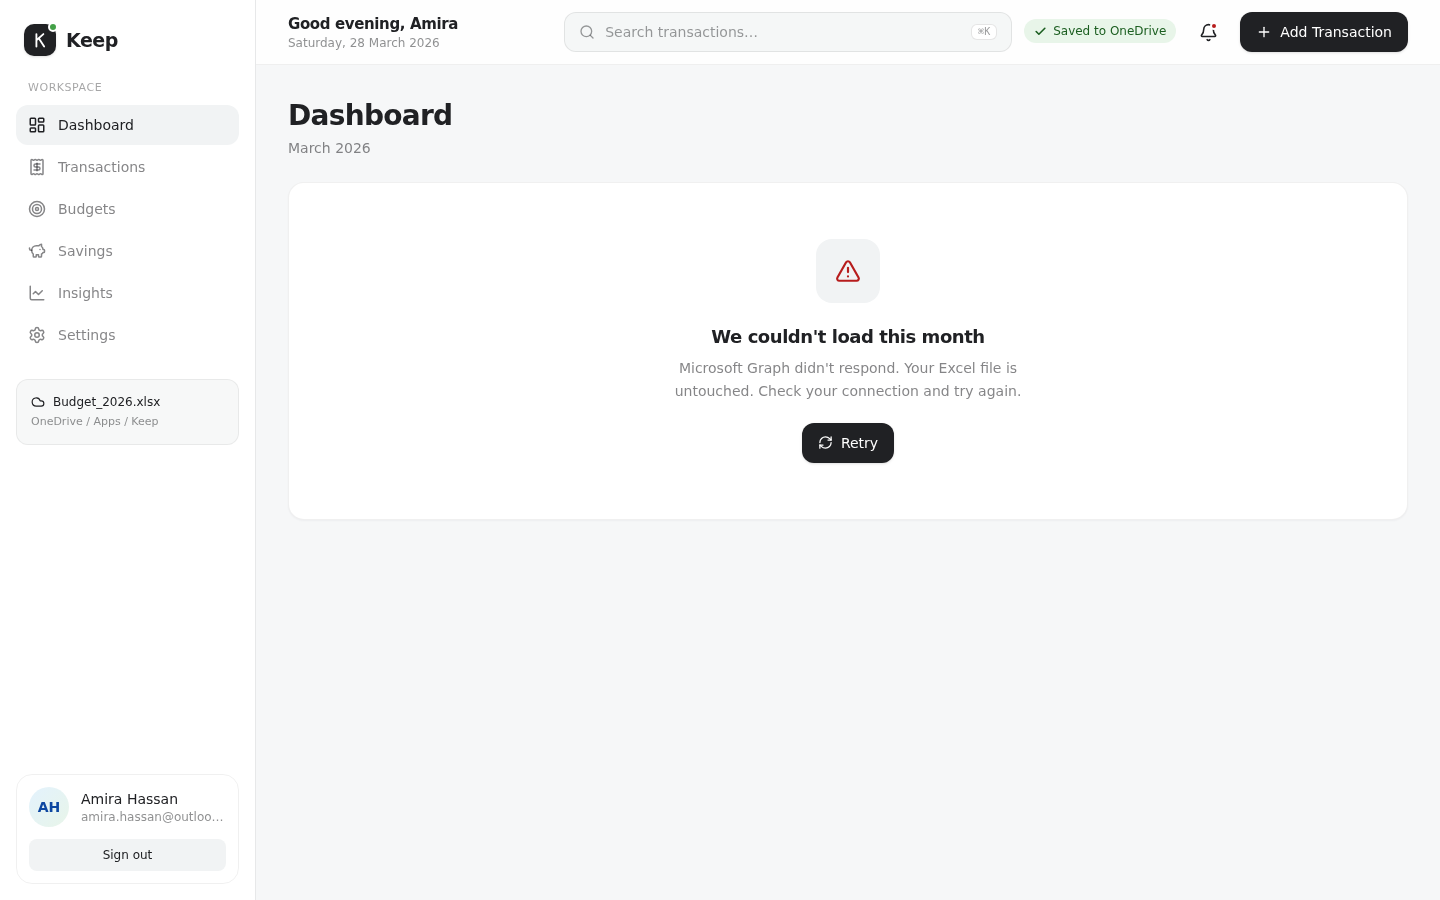 Keep
WORKSPACE
Dashboard
Transactions
Budgets
Savings
Insights
Settings
Budget_2026.xlsx
OneDrive / Apps / Keep
AH
Amira Hassan
amira.hassan@outloo…
Sign out
Good evening, Amira
Saturday, 28 March 2026
Search transactions…
⌘K
Saved to OneDrive
Add Transaction
Dashboard
March 2026
We couldn't load this month
Microsoft Graph didn't respond. Your Excel file is
untouched. Check your connection and try again.
Retry